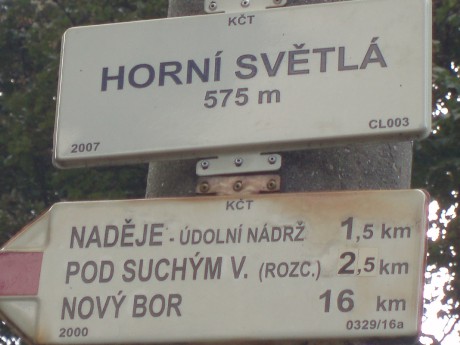 KČT
HORNÍ SVĚTLÁ
575 m
2007 CL003
KČT
NADĚJE - ÚDOLNÍ NÁDRŽ 1,5 km
POD SUCHÝM V. (ROZC.) 2,5 km
NOVÝ BOR 16 km
2000 0329/16a